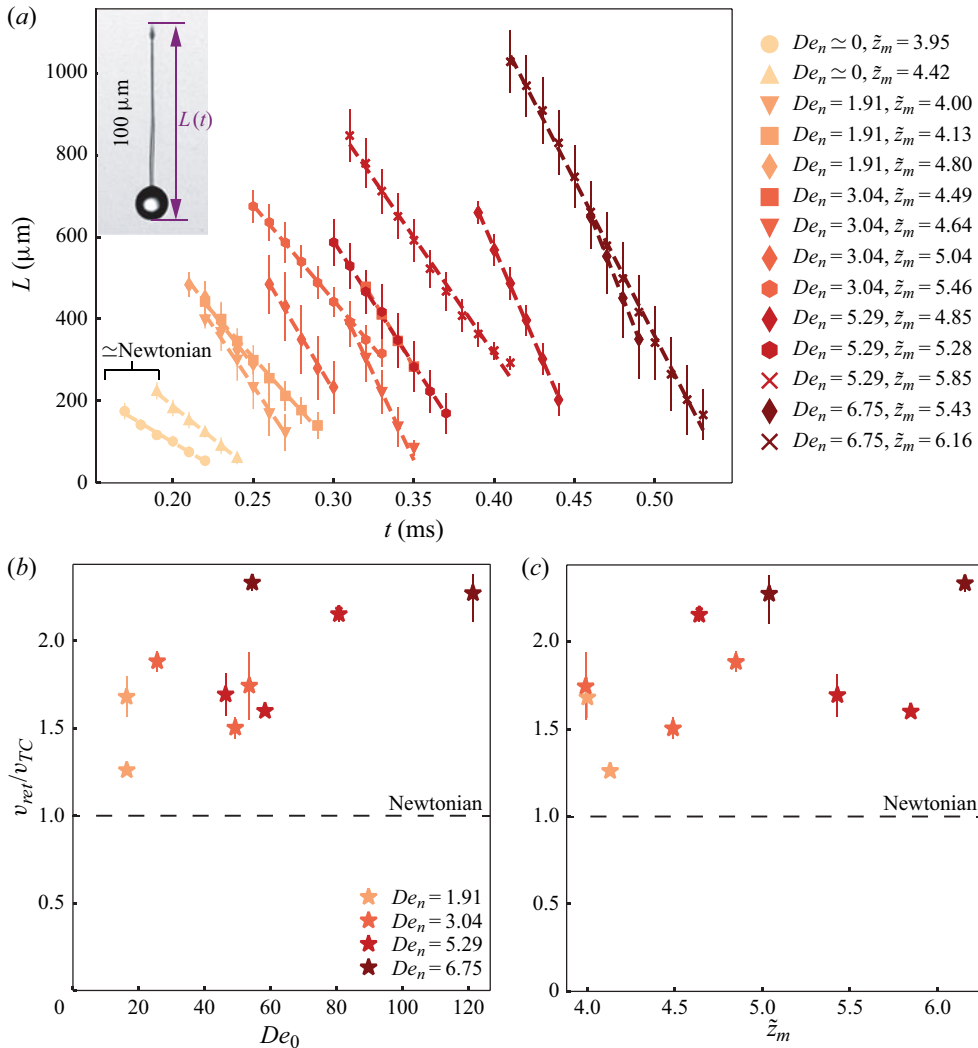 (a)
1000
800
600
400
200
0
L (μm)
100 μm
L(t)
≃Newtonian
0.20 0.25 0.30 0.35 0.40 0.45 0.50
t (ms)
De_n ≃ 0, z̃_m = 3.95
De_n ≃ 0, z̃_m = 4.42
De_n = 1.91, z̃_m = 4.00
De_n = 1.91, z̃_m = 4.13
De_n = 1.91, z̃_m = 4.80
De_n = 3.04, z̃_m = 4.49
De_n = 3.04, z̃_m = 4.64
De_n = 3.04, z̃_m = 5.04
De_n = 3.04, z̃_m = 5.46
De_n = 5.29, z̃_m = 4.85
De_n = 5.29, z̃_m = 5.28
De_n = 5.29, z̃_m = 5.85
De_n = 6.75, z̃_m = 5.43
De_n = 6.75, z̃_m = 6.16
(b)
2.0
1.5
1.0
0.5
0
v_ret/v_TC
Newtonian
De_n = 1.91
De_n = 3.04
De_n = 5.29
De_n = 6.75
0 20 40 60 80 100 120
De_0
(c)
2.0
1.5
1.0
0.5
0
Newtonian
4.0 4.5 5.0 5.5 6.0
z̃_m